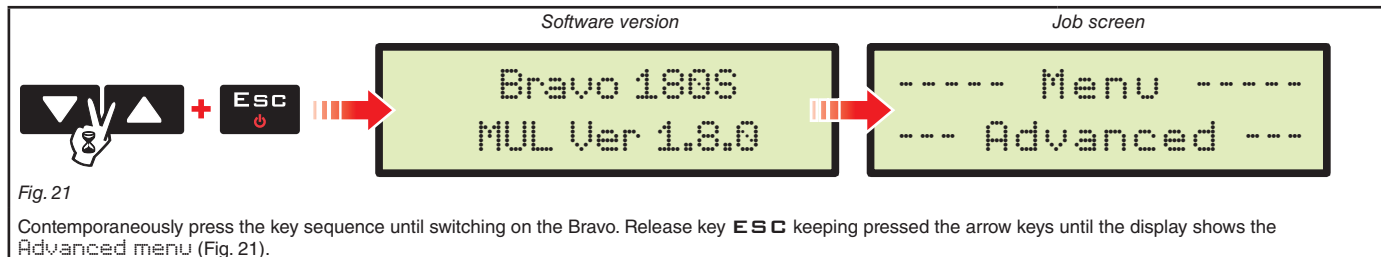 Software version
Job screen
+ Esc
Bravo 180S
MUL Ver 1.8.0
----- Menu -----
--- Advanced ---
Fig. 21
Contemporaneously press the key sequence until switching on the Bravo. Release key ESC keeping pressed the arrow keys until the display shows the
Advanced menu (Fig. 21).